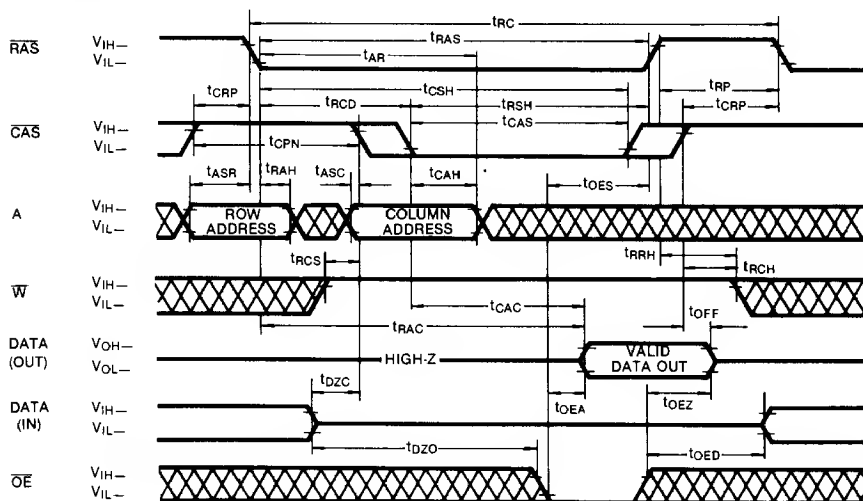 tRC
RAS VIH— tRAS
VIL— tAR
tCSH tRP
tCRP tRCD tRSH tCRP
CAS VIH— tCAS
VIL— tCPN
tASR tRAH tASC tCAH tOES
A VIH— ROW ADDRESS COLUMN ADDRESS
VIL—
tRCS tRRH
W VIH— tRCH
VIL— tCAC
tRAC tOFF
DATA (OUT) VOH— VALID DATA OUT
VOL— HIGH-Z
tDZC tOEA tOEZ
DATA (IN) VIH—
VIL—
tDZO tOED
OE VIH—
VIL—